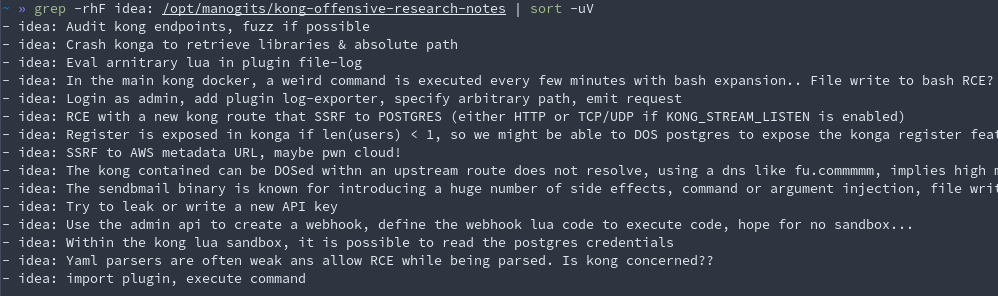 ~ » grep -rhF idea: /opt/manogits/kong-offensive-research-notes | sort -uV
- idea: Audit kong endpoints, fuzz if possible
- idea: Crash konga to retrieve libraries & absolute path
- idea: Eval arnitrary lua in plugin file-log
- idea: In the main kong docker, a weird command is executed every few minutes with bash expansion.. File write to bash RCE?
- idea: Login as admin, add plugin log-exporter, specify arbitrary path, emit request
- idea: RCE with a new kong route that SSRF to POSTGRES (either HTTP or TCP/UDP if KONG_STREAM_LISTEN is enabled)
- idea: Register is exposed in konga if len(users) < 1, so we might be able to DOS postgres to expose the konga register feat
- idea: SSRF to AWS metadata URL, maybe pwn cloud!
- idea: The kong contained can be DOSed withn an upstream route does not resolve, using a dns like fu.commmmm, implies high m
- idea: The sendbmail binary is known for introducing a huge number of side effects, command or argument injection, file writ
- idea: Try to leak or write a new API key
- idea: Use the admin api to create a webhook, define the webhook lua code to execute code, hope for no sandbox...
- idea: Within the kong lua sandbox, it is possible to read the postgres credentials
- idea: Yaml parsers are often weak ans allow RCE while being parsed. Is kong concerned??
- idea: import plugin, execute command